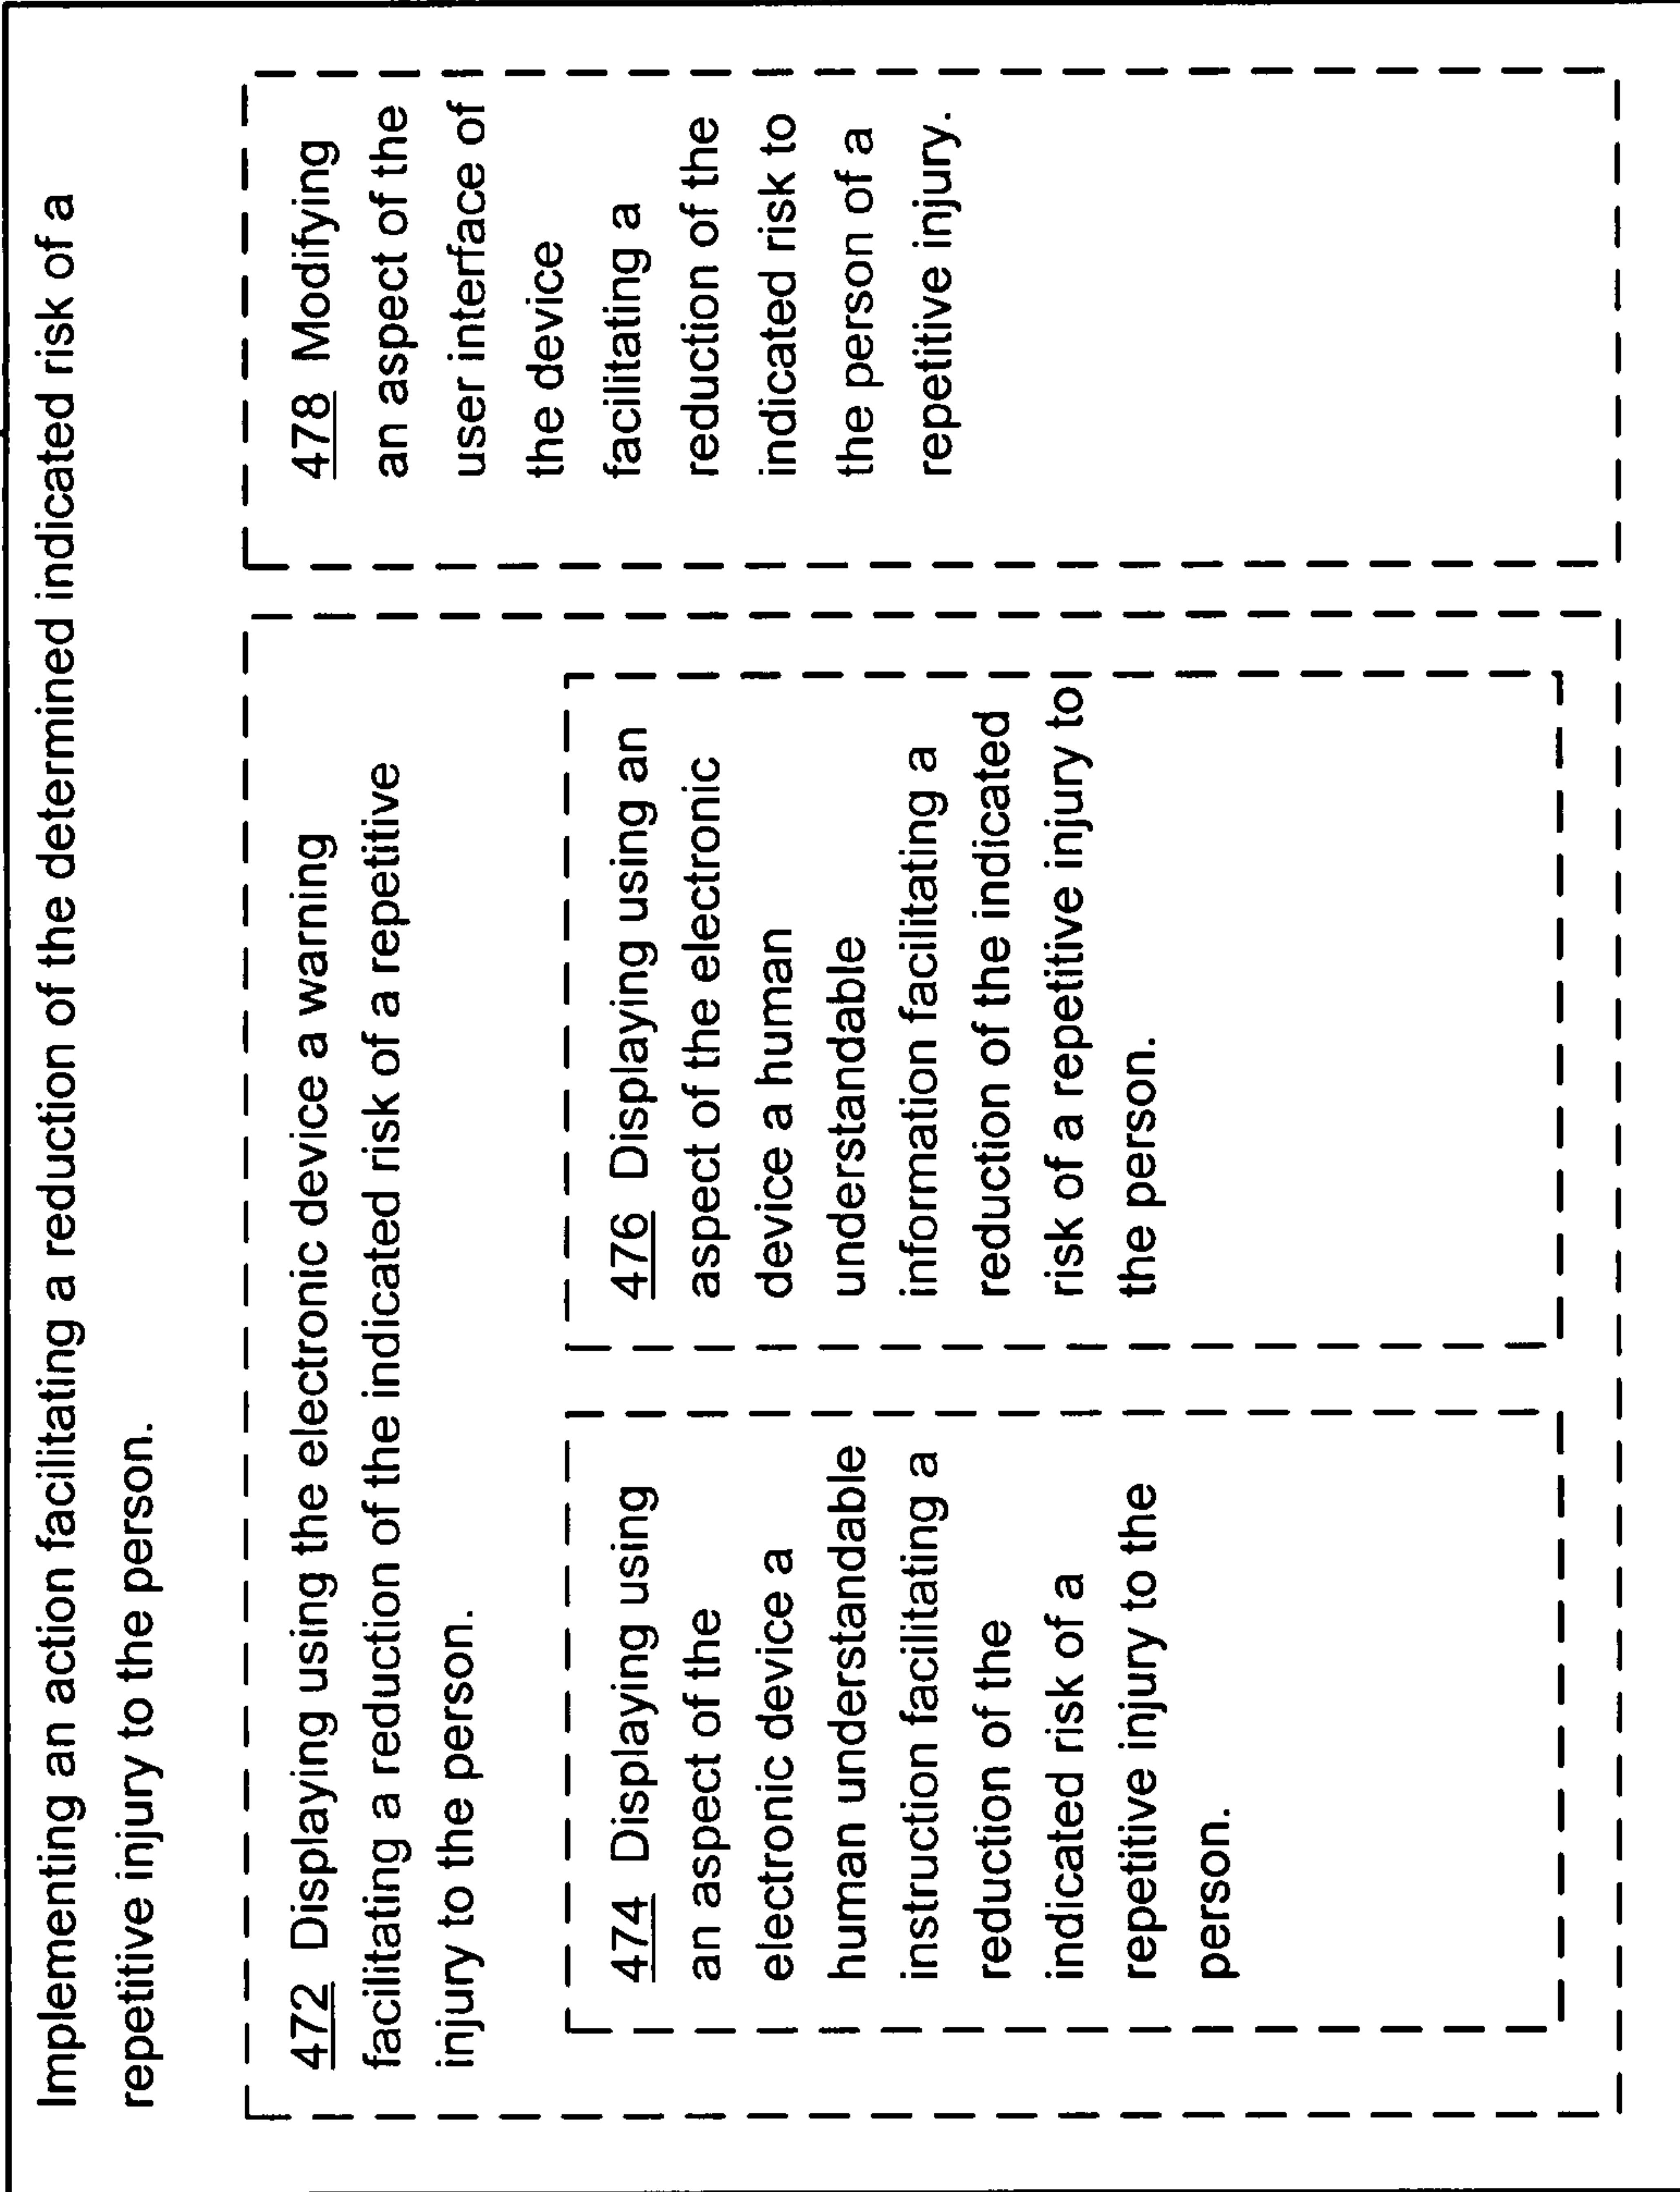 Implementing an action facilitating a reduction of the determined indicated risk of a
repetitive injury to the person.
472 Displaying using the electronic device a warning
facilitating a reduction of the indicated risk of a repetitive
injury to the person.
474 Displaying using
an aspect of the
electronic device a
human understandable
instruction facilitating a
reduction of the
indicated risk of a
repetitive injury to the
person.
476 Displaying using an
aspect of the electronic
device a human
understandable
information facilitating a
reduction of the indicated
risk of a repetitive injury to
the person.
478 Modifying
an aspect of the
user interface of
the device
facilitating a
reduction of the
indicated risk to
the person of a
repetitive injury.